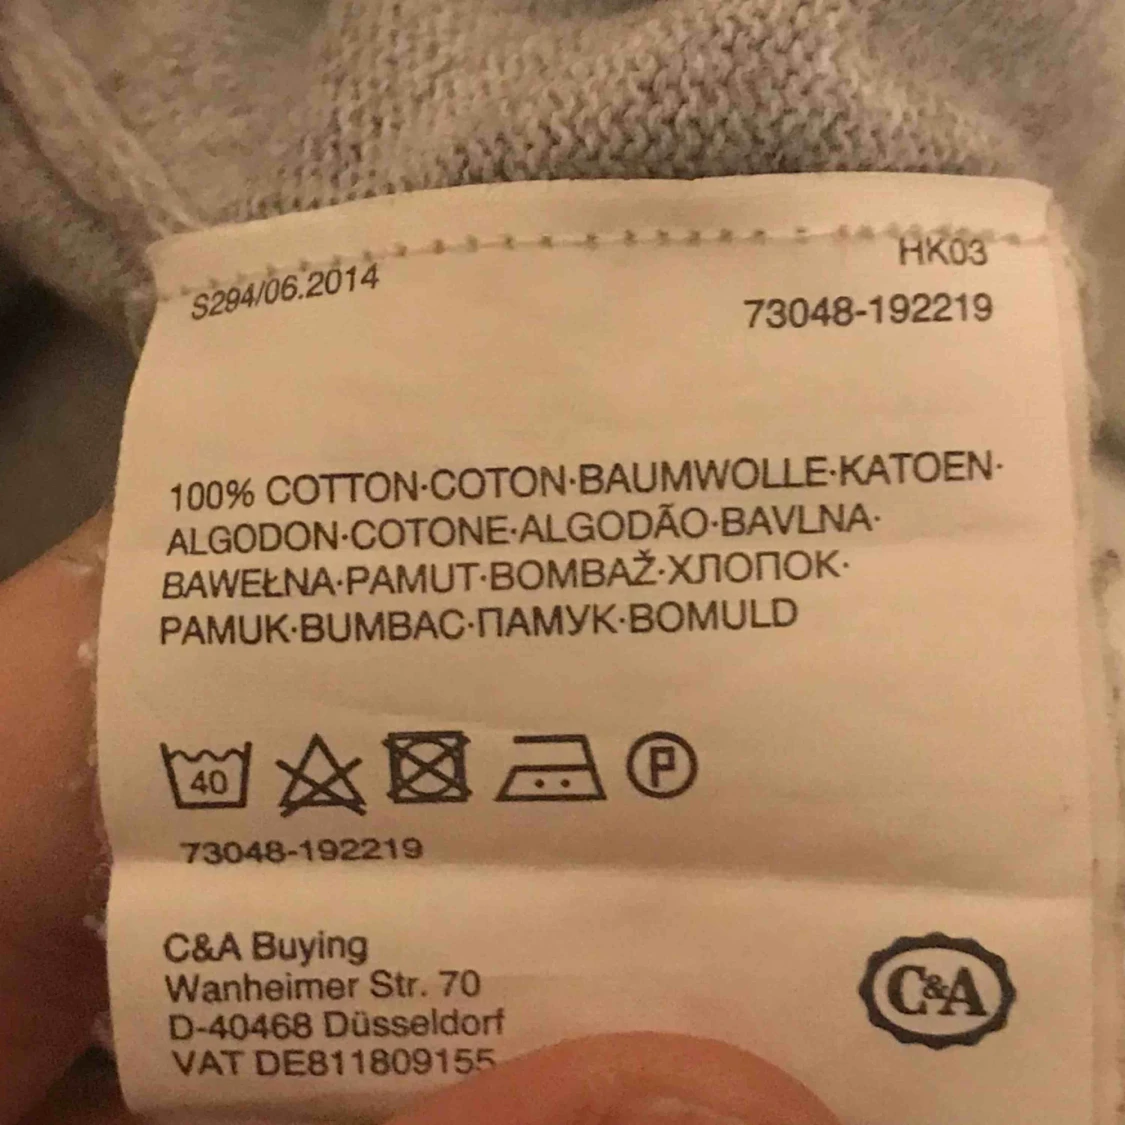 S294/06.2014
HK03
73048-192219
100% COTTON·COTON·BAUMWOLLE·KATOEN·
ALGODON·COTONE·ALGODÃO·BAVLNA·
BAWEŁNA·PAMUT·BOMBAŽ·ХЛОПОК·
PAMUK·BUMBAC·ПАМУК·BOMULD
40
P
73048-192219
C&A Buying
Wanheimer Str. 70
D-40468 Düsseldorf
VAT DE811809155
C&A